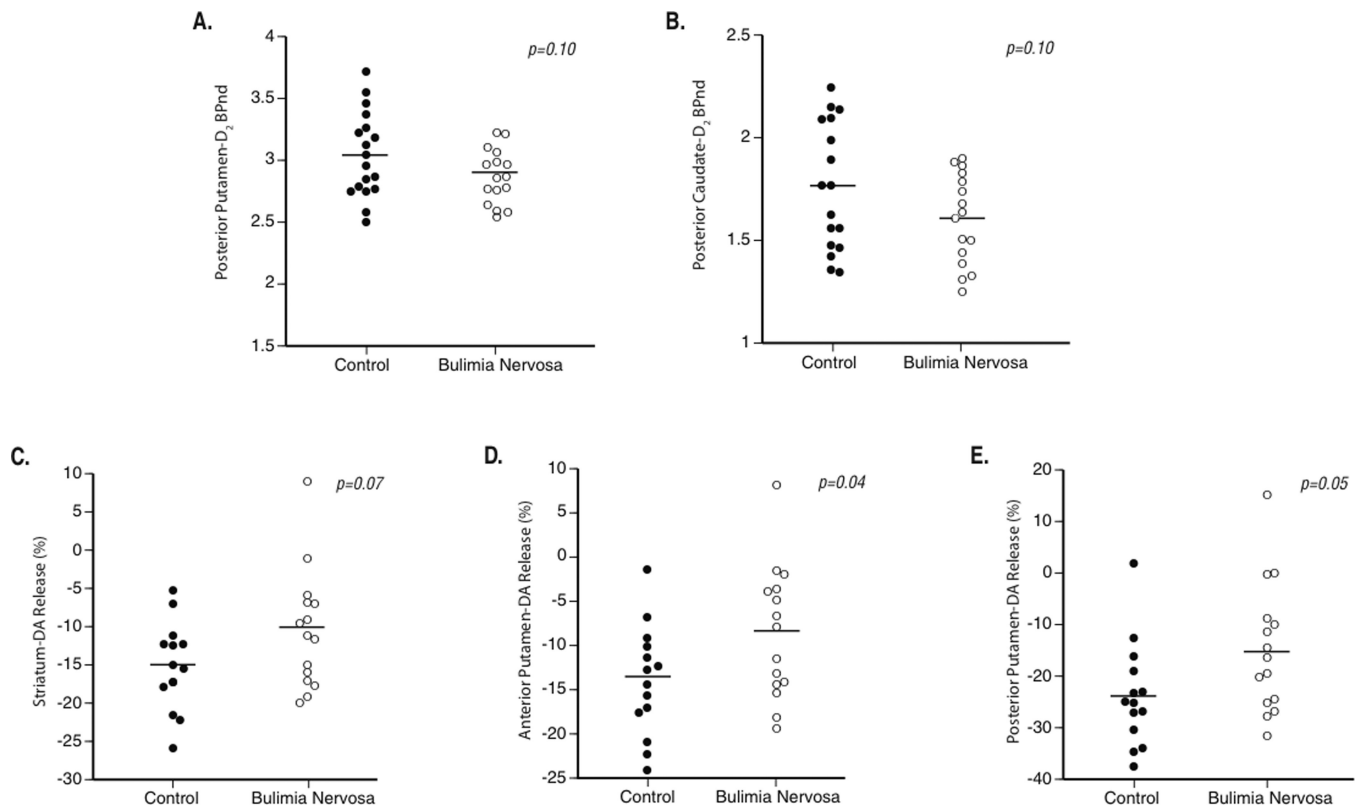 A.
p=0.10
Posterior Putamen-D2 BPnd
4
3.5
3
2.5
2
1.5
Control
Bulimia Nervosa
B.
p=0.10
Posterior Caudate-D2 BPnd
2.5
2
1.5
1
Control
Bulimia Nervosa
C.
p=0.07
Striatum-DA Release (%)
10
5
0
-5
-10
-15
-20
-25
-30
Control
Bulimia Nervosa
D.
p=0.04
Anterior Putamen-DA Release (%)
10
5
0
-5
-10
-15
-20
-25
Control
Bulimia Nervosa
E.
p=0.05
Posterior Putamen-DA Release (%)
20
10
0
-10
-20
-30
-40
Control
Bulimia Nervosa